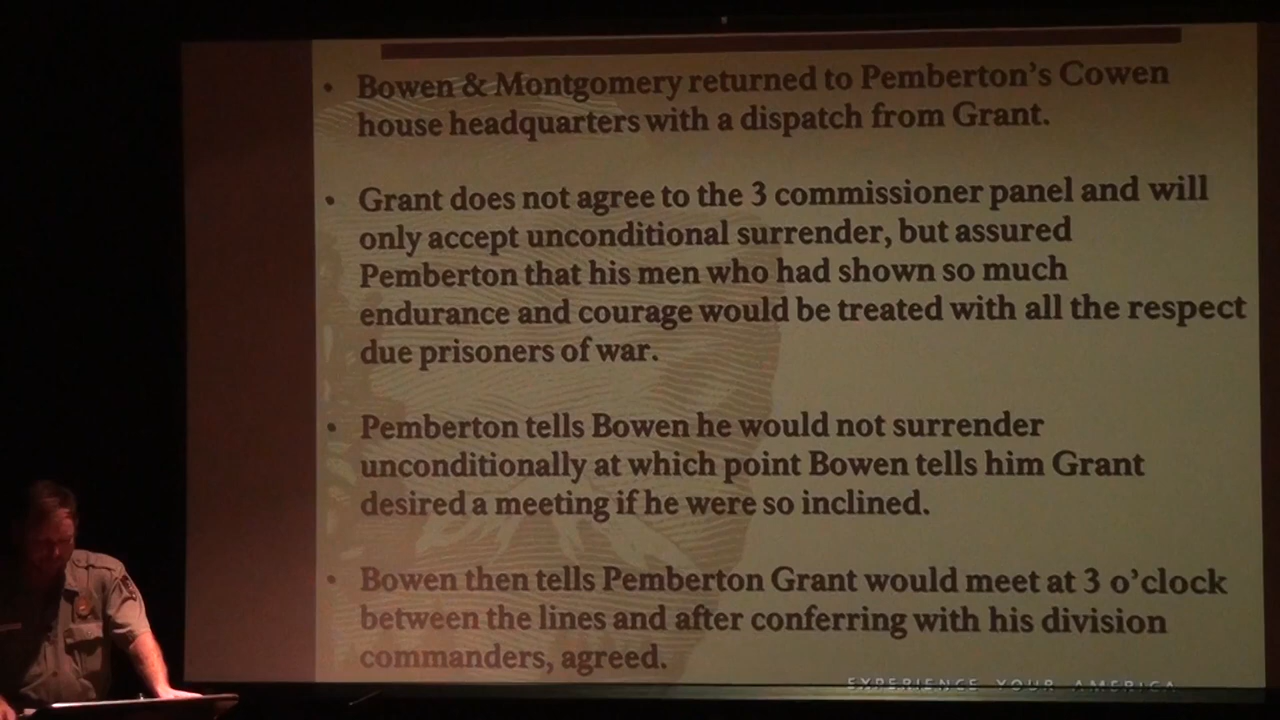 • Bowen & Montgomery returned to Pemberton's Cowen
house headquarters with a dispatch from Grant.
• Grant does not agree to the 3 commissioner panel and will
only accept unconditional surrender, but assured
Pemberton that his men who had shown so much
endurance and courage would be treated with all the respect
due prisoners of war.
• Pemberton tells Bowen he would not surrender
unconditionally at which point Bowen tells him Grant
desired a meeting if he were so inclined.
• Bowen then tells Pemberton Grant would meet at 3 o'clock
between the lines and after conferring with his division
commanders, agreed.
EXPERIENCE YOUR AMERICA